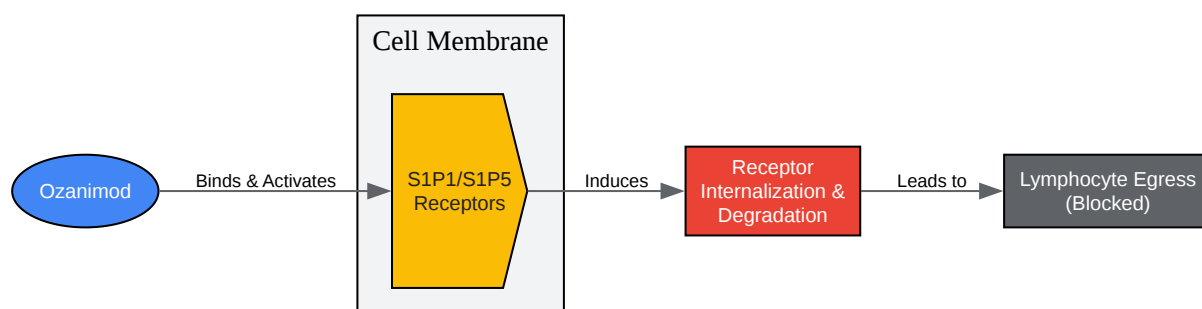 Cell Membrane
Ozanimod
Binds & Activates
S1P1/S1P5
Receptors
Induces
Receptor
Internalization &
Degradation
Leads to
Lymphocyte Egress
(Blocked)